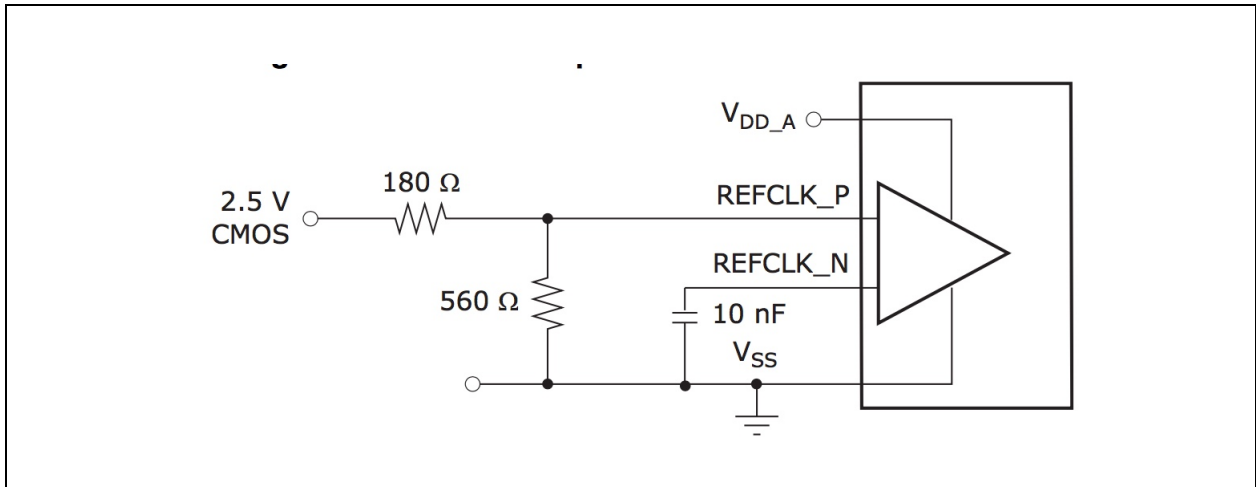 V_DD_A
180 Ω
2.5 V
CMOS
REFCLK_P
REFCLK_N
560 Ω
10 nF
V_SS